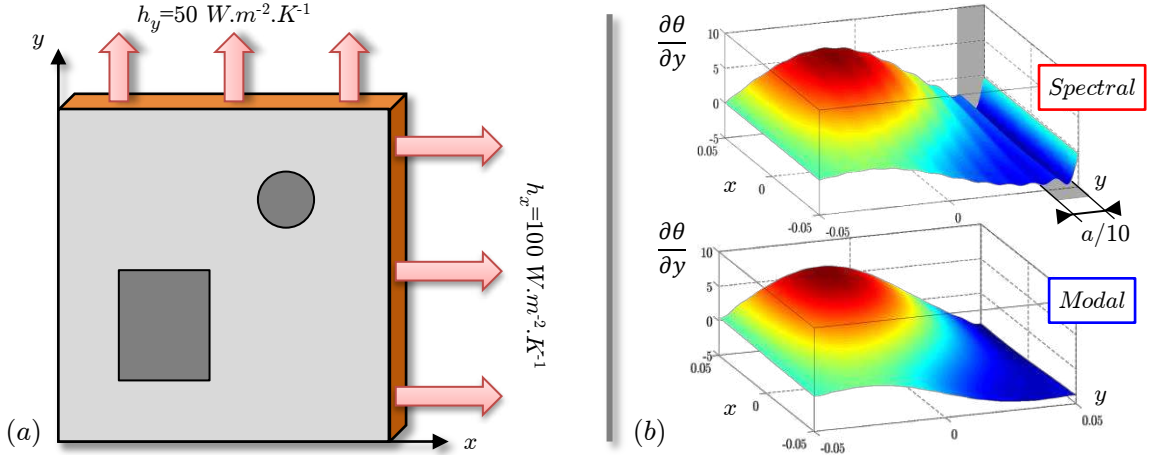 h_y=50 W.m^-2.K^-1
y
h_x=100 W.m^-2.K^-1
x
(a)
∂θ/∂y
10
5
0
-5
0.05
x
0
-0.05
-0.05
0
y
a/10
Spectral
∂θ/∂y
10
5
0
-5
0.05
x
0
-0.05
-0.05
0
0.05
y
Modal
(b)